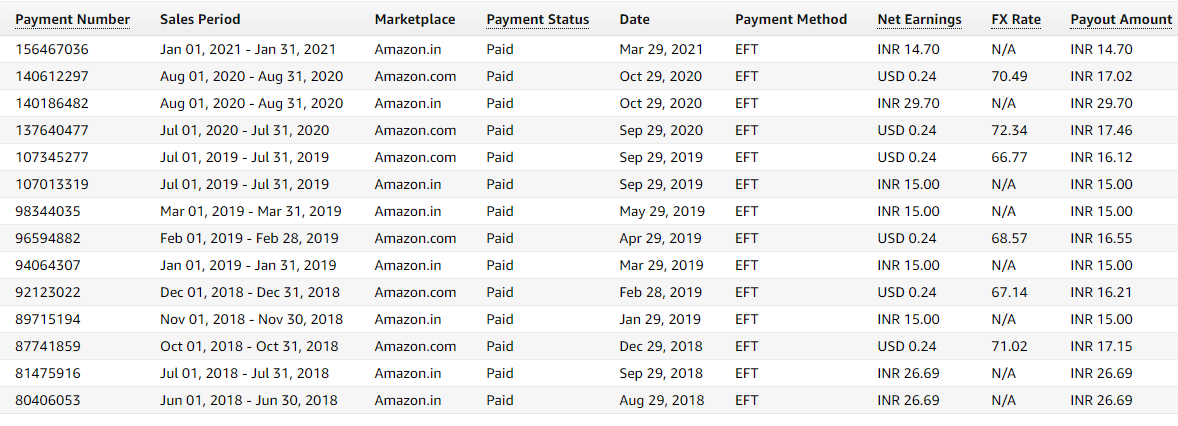 Payment Number Sales Period Marketplace Payment Status Date Payment Method Net Earnings FX Rate Payout Amount
156467036 Jan 01, 2021 - Jan 31, 2021 Amazon.in Paid Mar 29, 2021 EFT INR 14.70 N/A INR 14.70
140612297 Aug 01, 2020 - Aug 31, 2020 Amazon.com Paid Oct 29, 2020 EFT USD 0.24 70.49 INR 17.02
140186482 Aug 01, 2020 - Aug 31, 2020 Amazon.in Paid Oct 29, 2020 EFT INR 29.70 N/A INR 29.70
137640477 Jul 01, 2020 - Jul 31, 2020 Amazon.com Paid Sep 29, 2020 EFT USD 0.24 72.34 INR 17.46
107345277 Jul 01, 2019 - Jul 31, 2019 Amazon.com Paid Sep 29, 2019 EFT USD 0.24 66.77 INR 16.12
107013319 Jul 01, 2019 - Jul 31, 2019 Amazon.in Paid Sep 29, 2019 EFT INR 15.00 N/A INR 15.00
98344035 Mar 01, 2019 - Mar 31, 2019 Amazon.in Paid May 29, 2019 EFT INR 15.00 N/A INR 15.00
96594882 Feb 01, 2019 - Feb 28, 2019 Amazon.com Paid Apr 29, 2019 EFT USD 0.24 68.57 INR 16.55
94064307 Jan 01, 2019 - Jan 31, 2019 Amazon.in Paid Mar 29, 2019 EFT INR 15.00 N/A INR 15.00
92123022 Dec 01, 2018 - Dec 31, 2018 Amazon.com Paid Feb 28, 2019 EFT USD 0.24 67.14 INR 16.21
89715194 Nov 01, 2018 - Nov 30, 2018 Amazon.in Paid Jan 29, 2019 EFT INR 15.00 N/A INR 15.00
87741859 Oct 01, 2018 - Oct 31, 2018 Amazon.com Paid Dec 29, 2018 EFT USD 0.24 71.02 INR 17.15
81475916 Jul 01, 2018 - Jul 31, 2018 Amazon.in Paid Sep 29, 2018 EFT INR 26.69 N/A INR 26.69
80406053 Jun 01, 2018 - Jun 30, 2018 Amazon.in Paid Aug 29, 2018 EFT INR 26.69 N/A INR 26.69